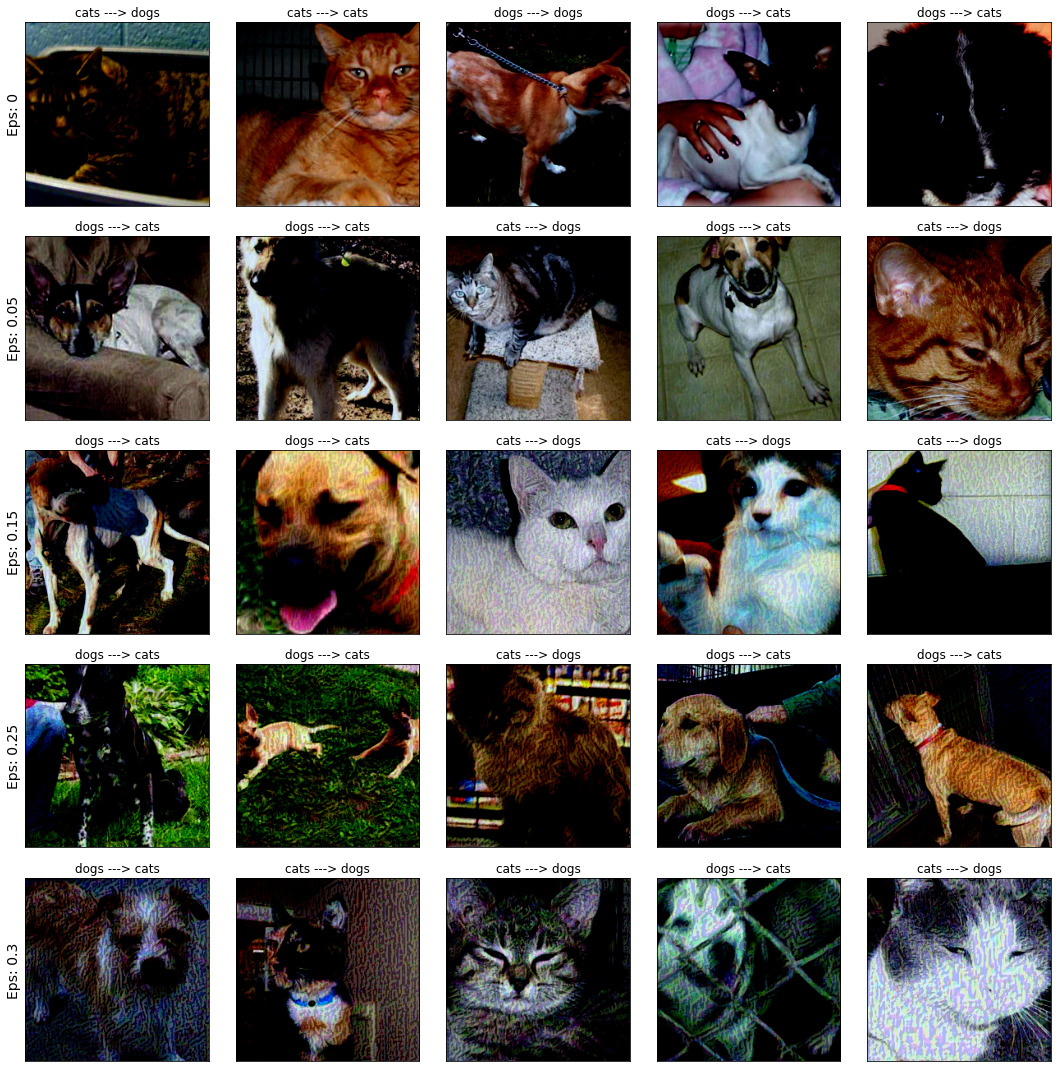 cats ---> dogs
cats ---> cats
dogs ---> dogs
dogs ---> cats
dogs ---> cats
Eps: 0
dogs ---> cats
dogs ---> cats
cats ---> dogs
dogs ---> cats
cats ---> dogs
Eps: 0.05
dogs ---> cats
dogs ---> cats
cats ---> dogs
cats ---> dogs
cats ---> dogs
Eps: 0.15
dogs ---> cats
dogs ---> cats
cats ---> dogs
dogs ---> cats
dogs ---> cats
Eps: 0.25
dogs ---> cats
cats ---> dogs
cats ---> dogs
dogs ---> cats
cats ---> dogs
Eps: 0.3